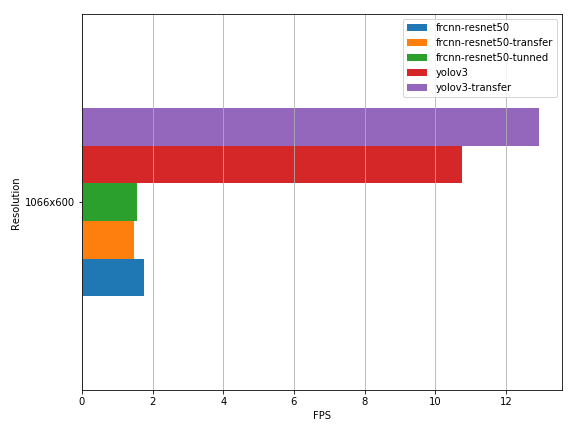 frcnn-resnet50
frcnn-resnet50-transfer
frcnn-resnet50-tunned
yolov3
yolov3-transfer
Resolution
1066x600
0 2 4 6 8 10 12
FPS